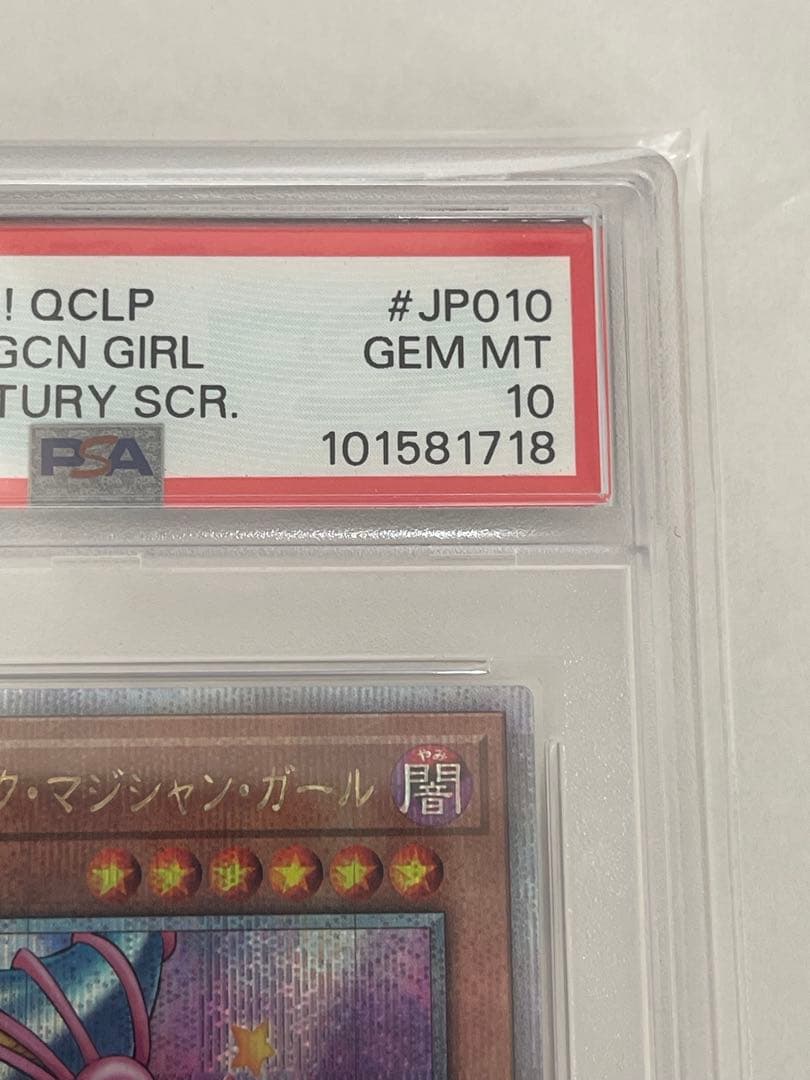 ! QCLP #JP010
GCN GIRL GEM MT
TURY SCR. 10
PSA 101581718
ク・マジシャン・ガール
やみ
闇